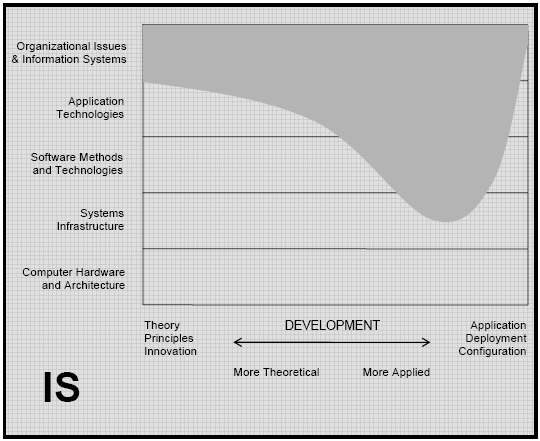 Organizational Issues
& Information Systems
Application
Technologies
Software Methods
and Technologies
Systems
Infrastructure
Computer Hardware
and Architecture
Theory
Principles
Innovation
DEVELOPMENT
Application
Deployment
Configuration
More Theoretical
More Applied
IS